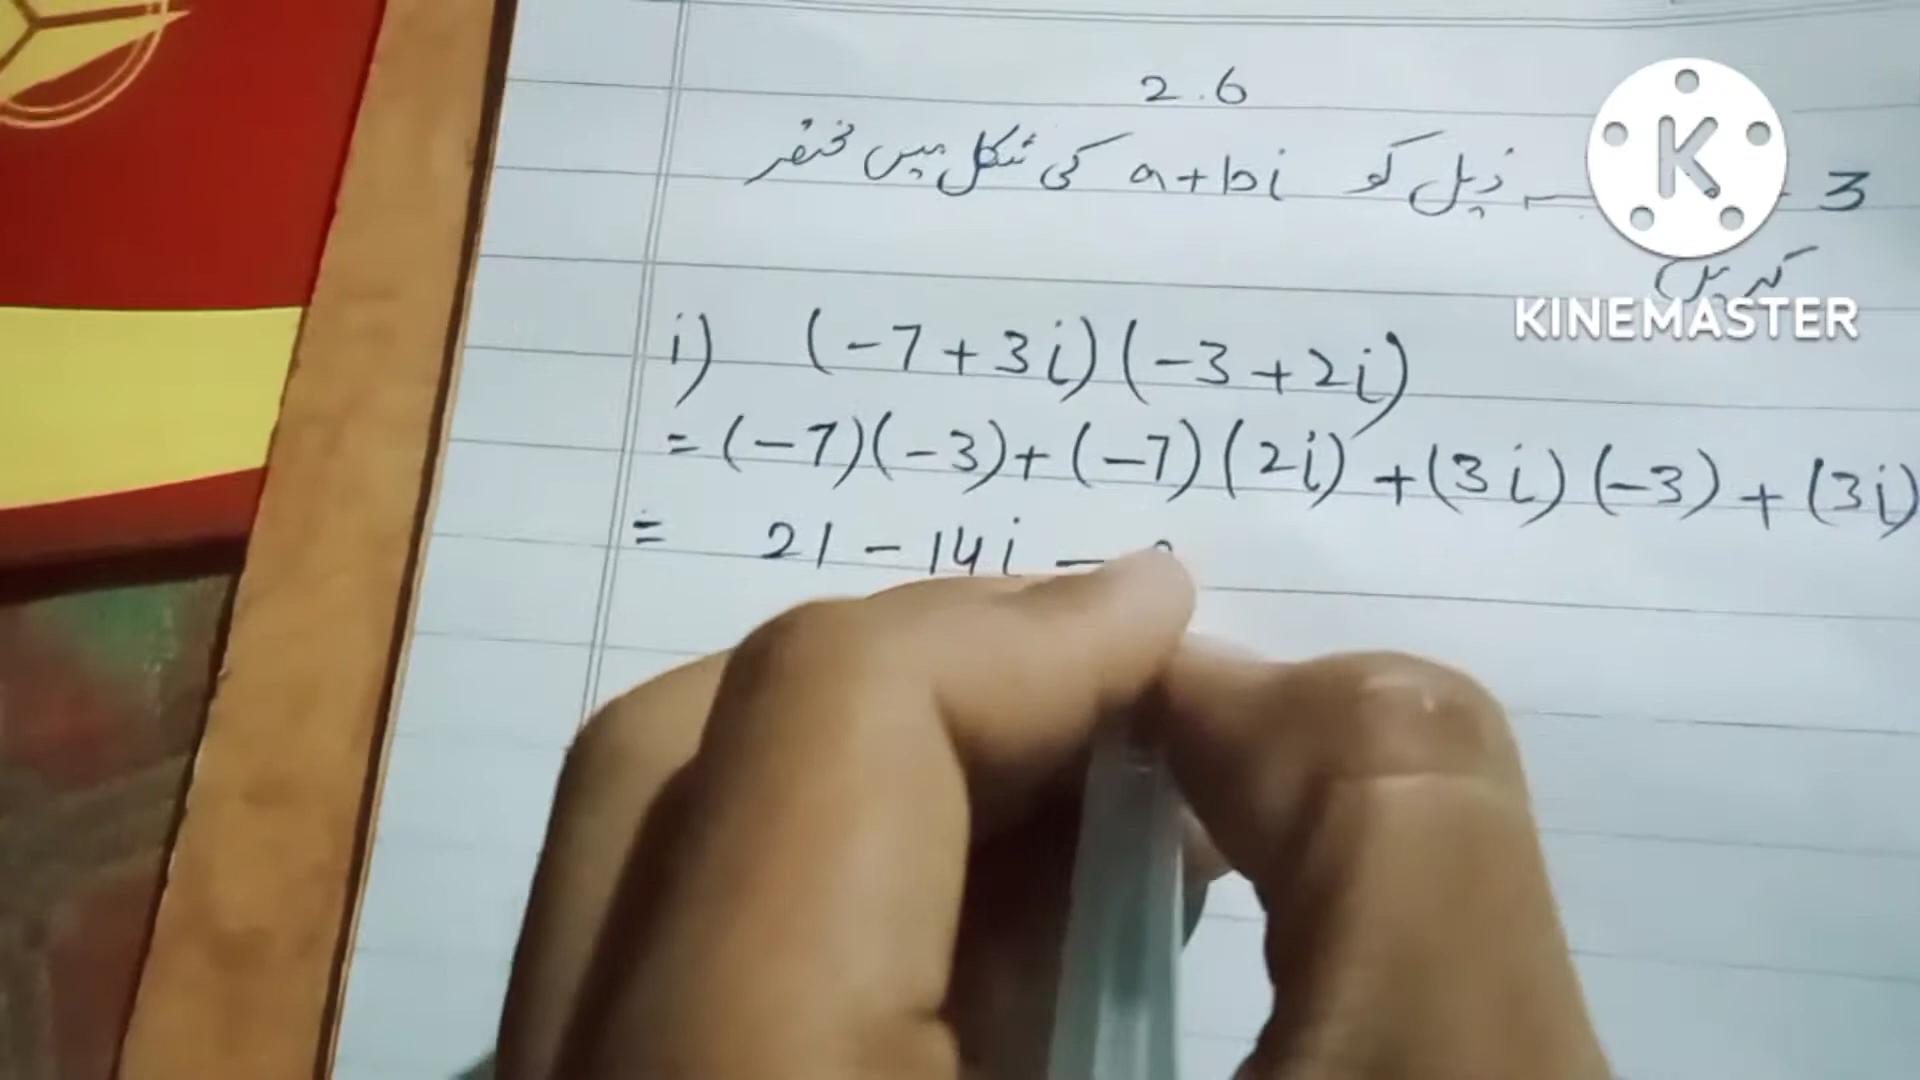 2.6
3 ذیل کو a+bi کی شکل میں مختصر
کریں
K
KINEMASTER
i) (-7+3i)(-3+2i)
= (-7)(-3)+(-7)(2i)+(3i)(-3)+(3i)
= 21-14i-